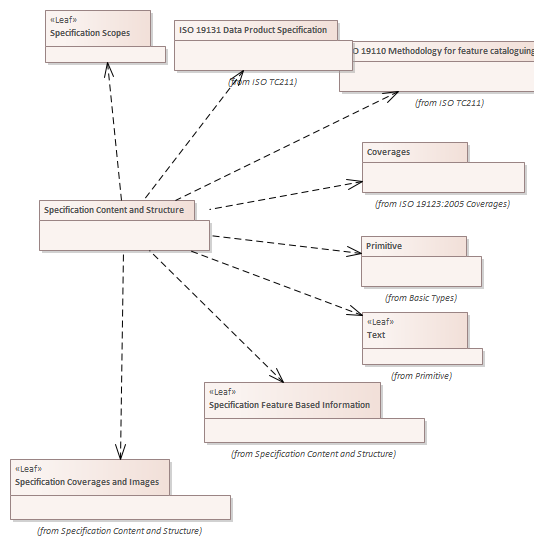 «Leaf»
Specification Scopes
ISO 19131 Data Product Specification
(from ISO TC211)
O 19110 Methodology for feature cataloguing
(from ISO TC211)
Coverages
(from ISO 19123:2005 Coverages)
Specification Content and Structure
Primitive
(from Basic Types)
«Leaf»
Text
(from Primitive)
«Leaf»
Specification Feature Based Information
(from Specification Content and Structure)
«Leaf»
Specification Coverages and Images
(from Specification Content and Structure)